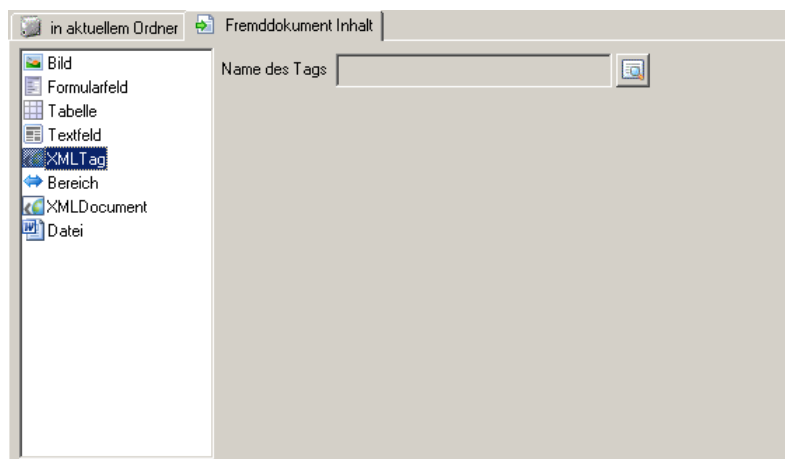 in aktuellem Ordner Fremddokument Inhalt
Bild
Formularfeld
Tabelle
Textfeld
XMLTag
Bereich
XMLDocument
Datei
Name des Tags